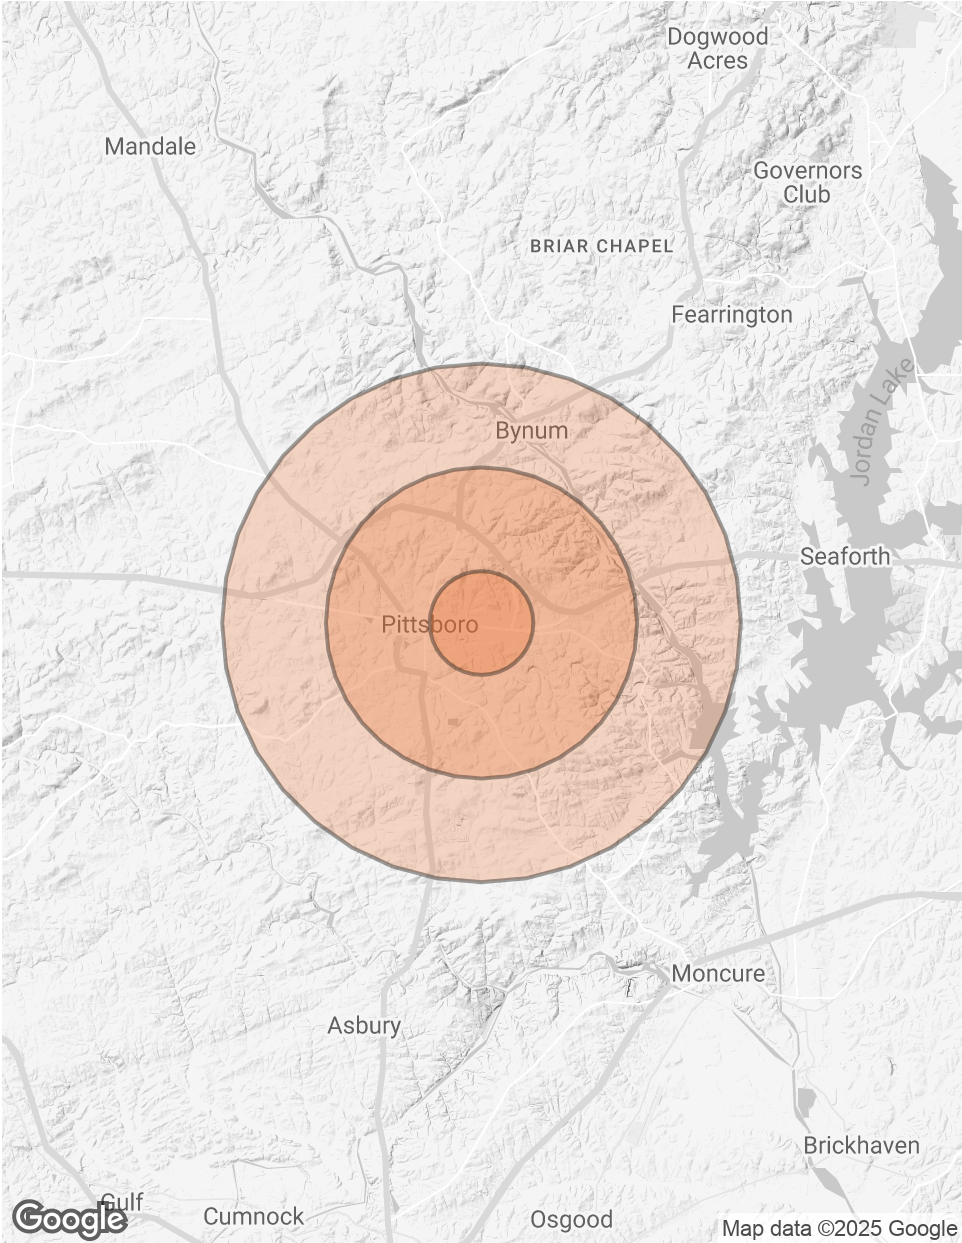 Dogwood
Acres
Mandale
Governors
Club
BRIAR CHAPEL
Fearrington
Jordan Lake
Bynum
Seaforth
Pittsboro
Moncure
Asbury
Brickhaven
Gulf
Google
Cumnock
Osgood
Map data ©2025 Google